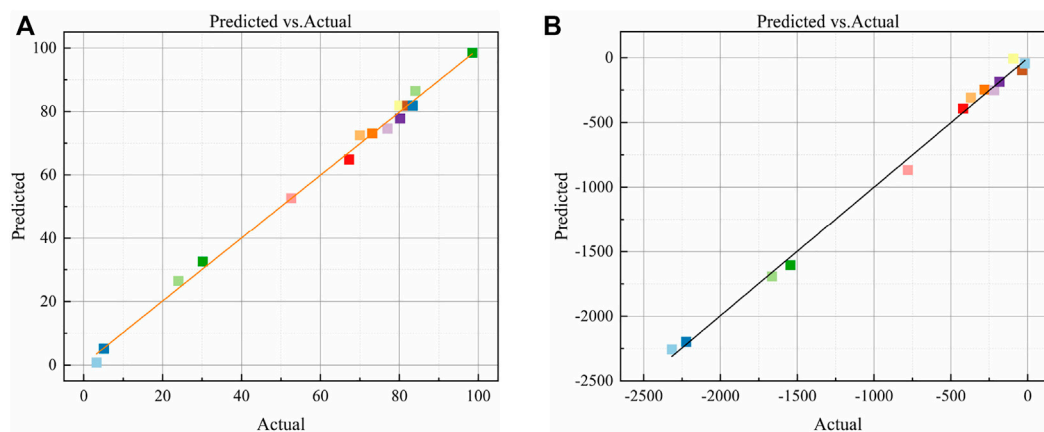 A
Predicted vs.Actual
100
80
60
40
20
0
Predicted
0 20 40 60 80 100
Actual
B
Predicted vs.Actual
0
-500
-1000
-1500
-2000
-2500
Predicted
-2500 -2000 -1500 -1000 -500 0
Actual